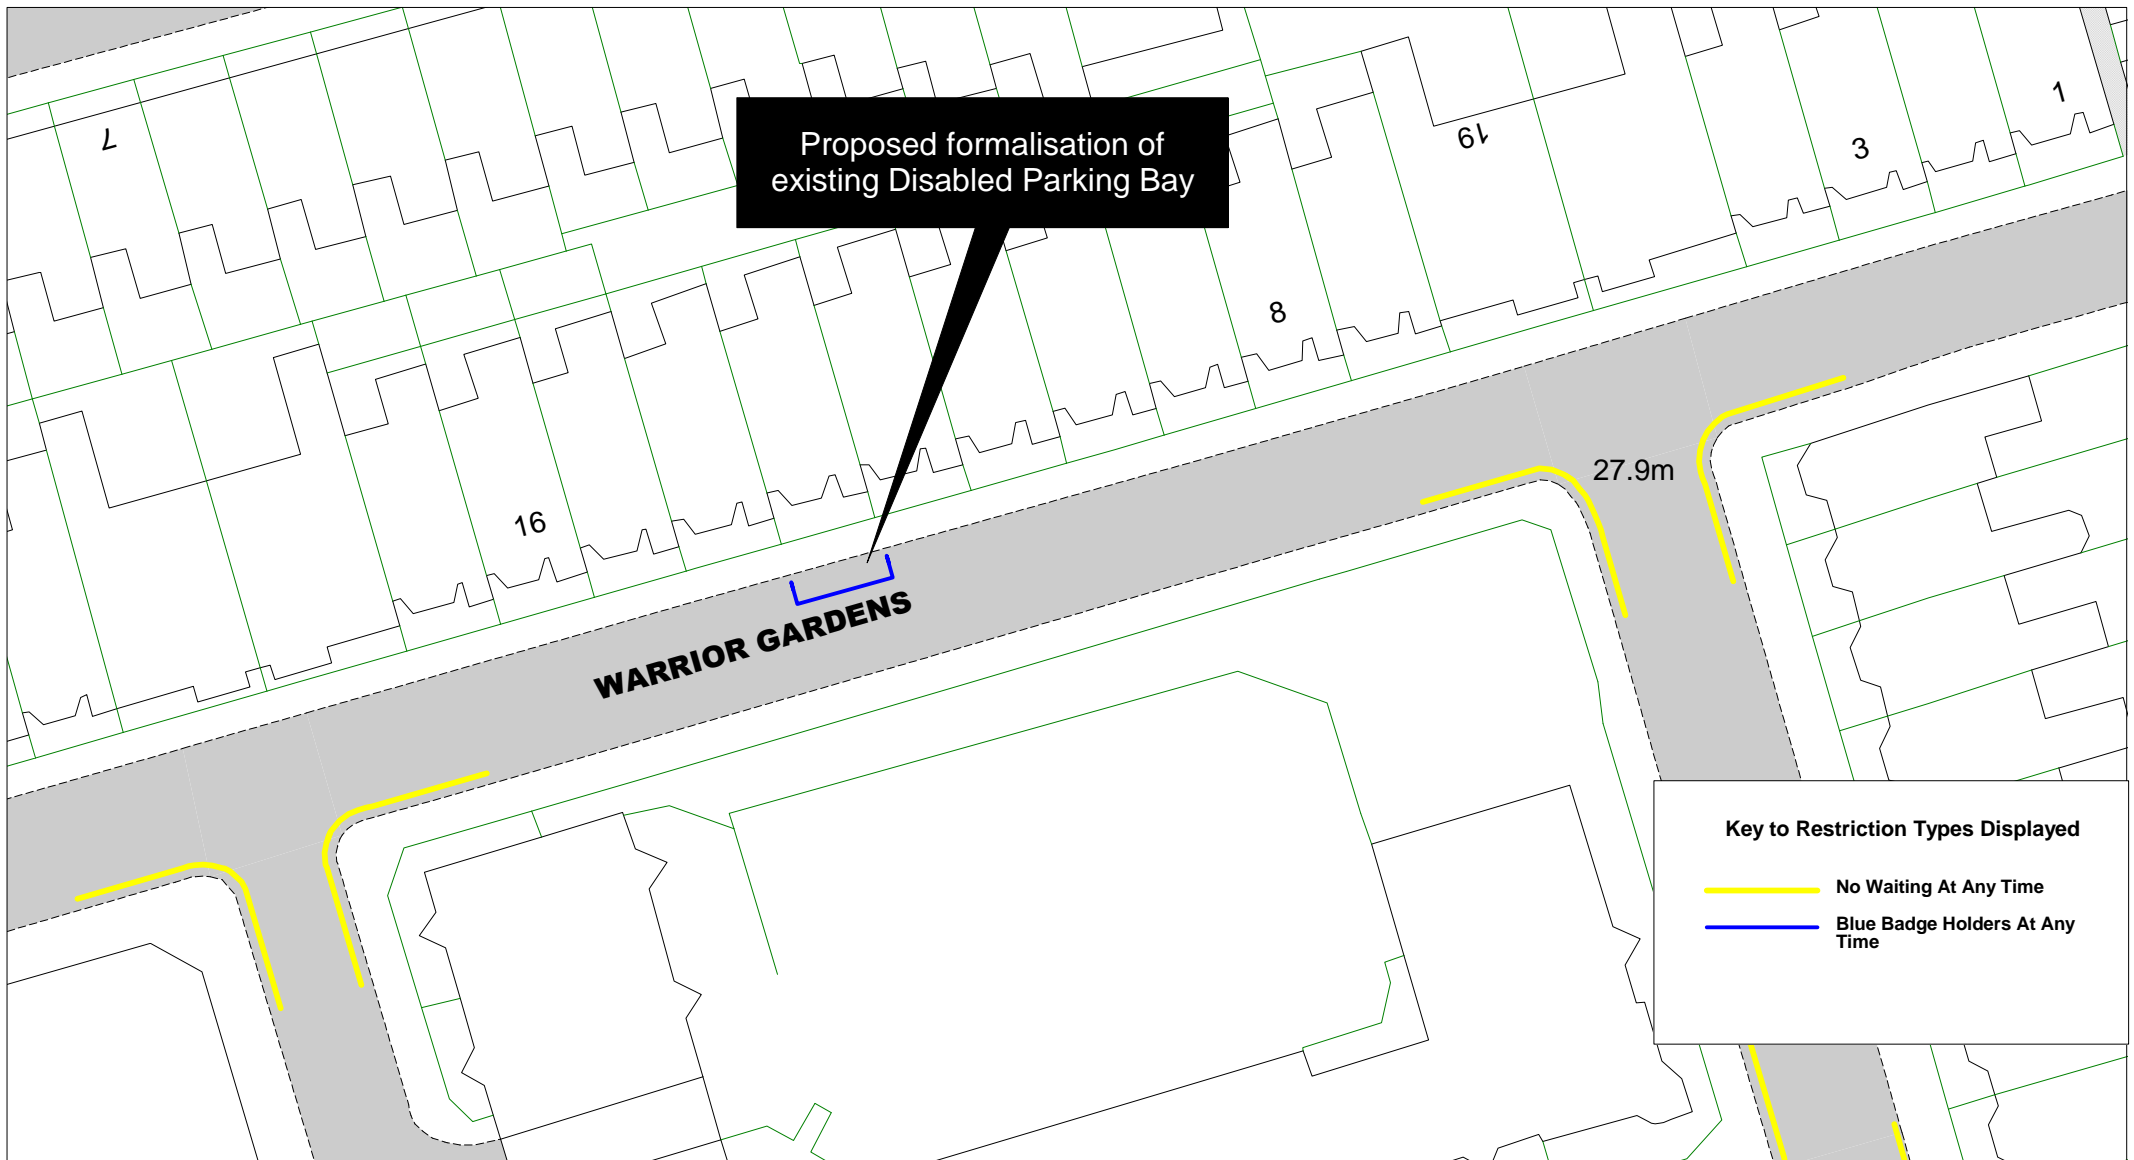 7
Proposed formalisation of
existing Disabled Parking Bay
19
3
1
8
16
27.9m
WARRIOR GARDENS
Key to Restriction Types Displayed
No Waiting At Any Time
Blue Badge Holders At Any
Time